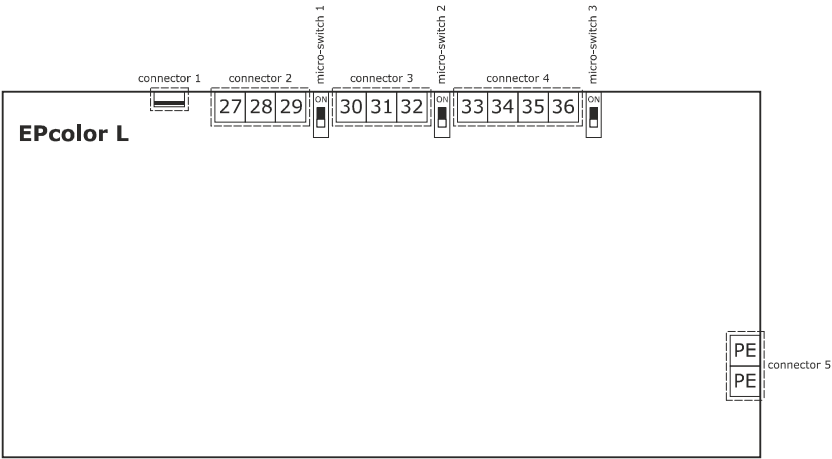 micro-switch 1
micro-switch 2
micro-switch 3
connector 1
connector 2
connector 3
connector 4
27 28 29
ON
30 31 32
ON
33 34 35 36
ON
EPcolor L
PE
connector 5
PE